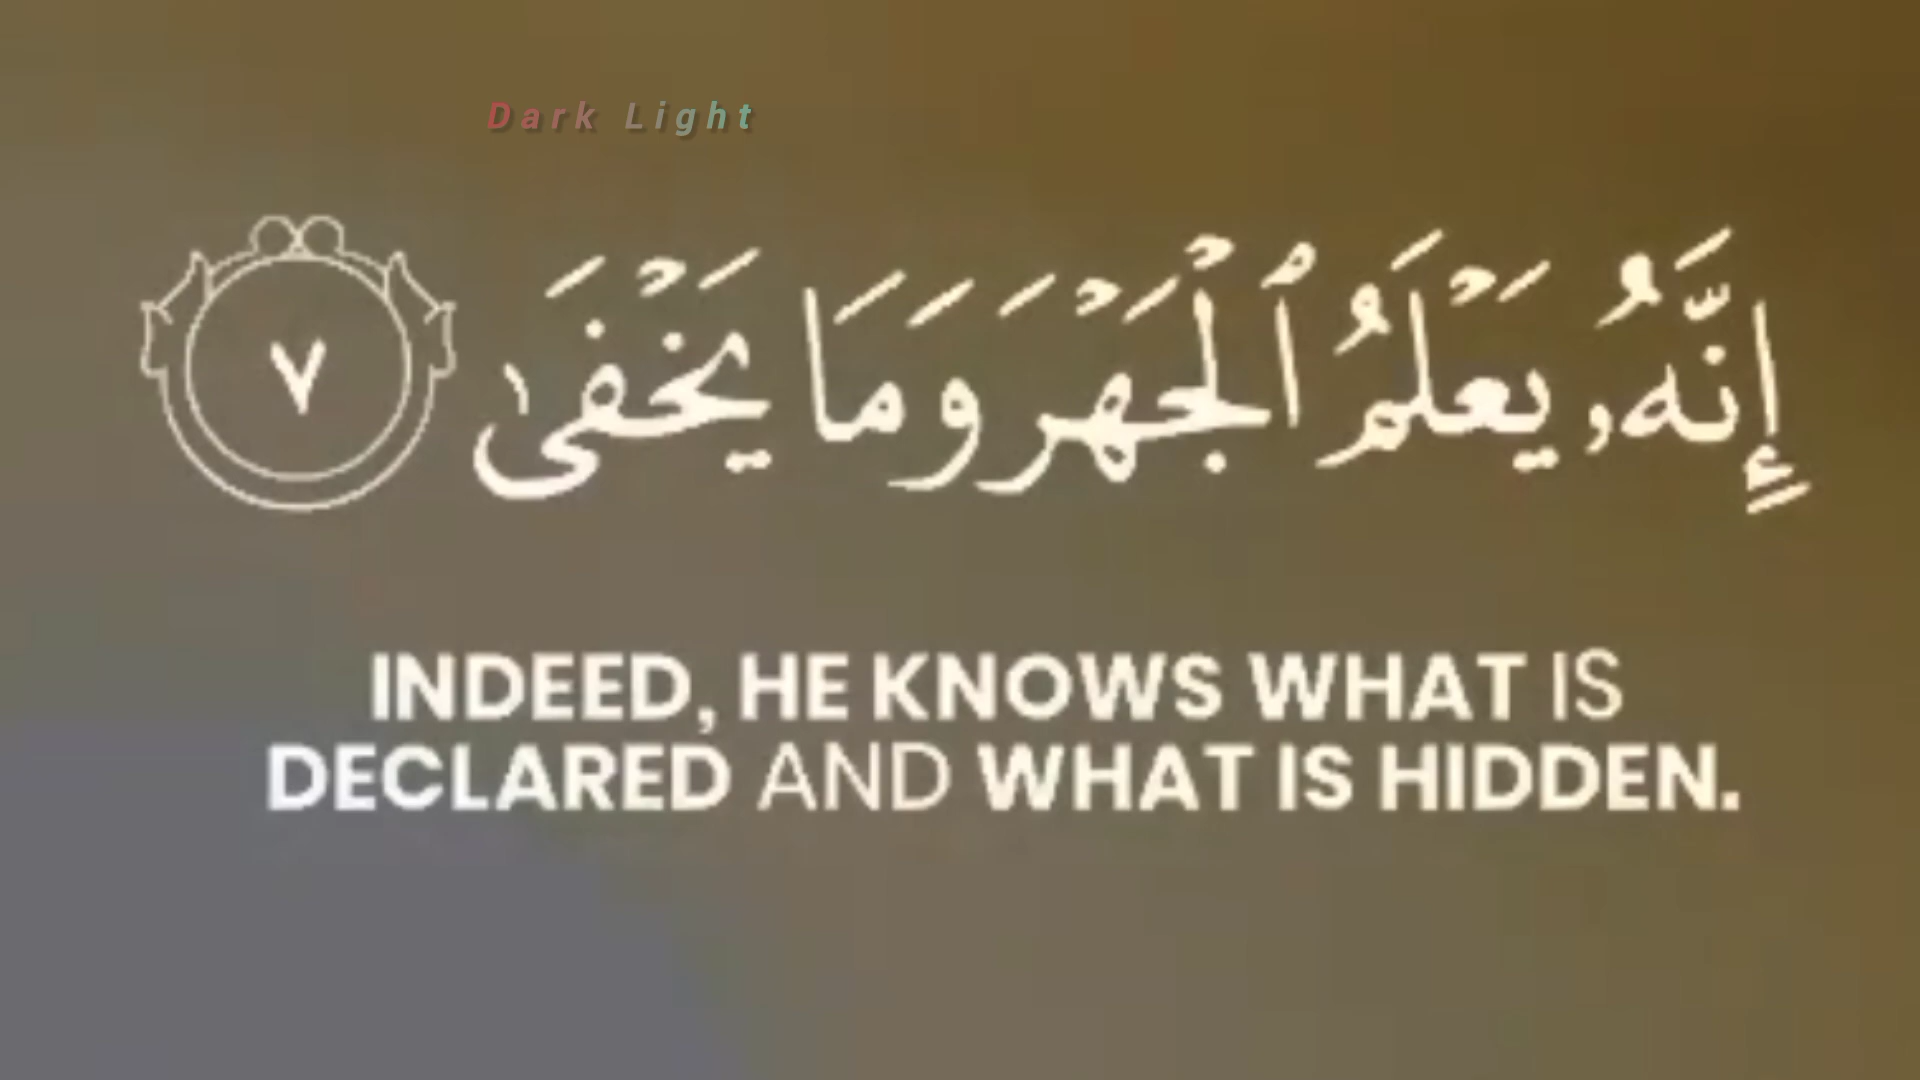 Dark Light
إِنَّهُۥ يَعْلَمُ ٱلْجَهْرَ وَمَا يَخْفَىٰ ٧
INDEED, HE KNOWS WHAT IS
DECLARED AND WHAT IS HIDDEN.